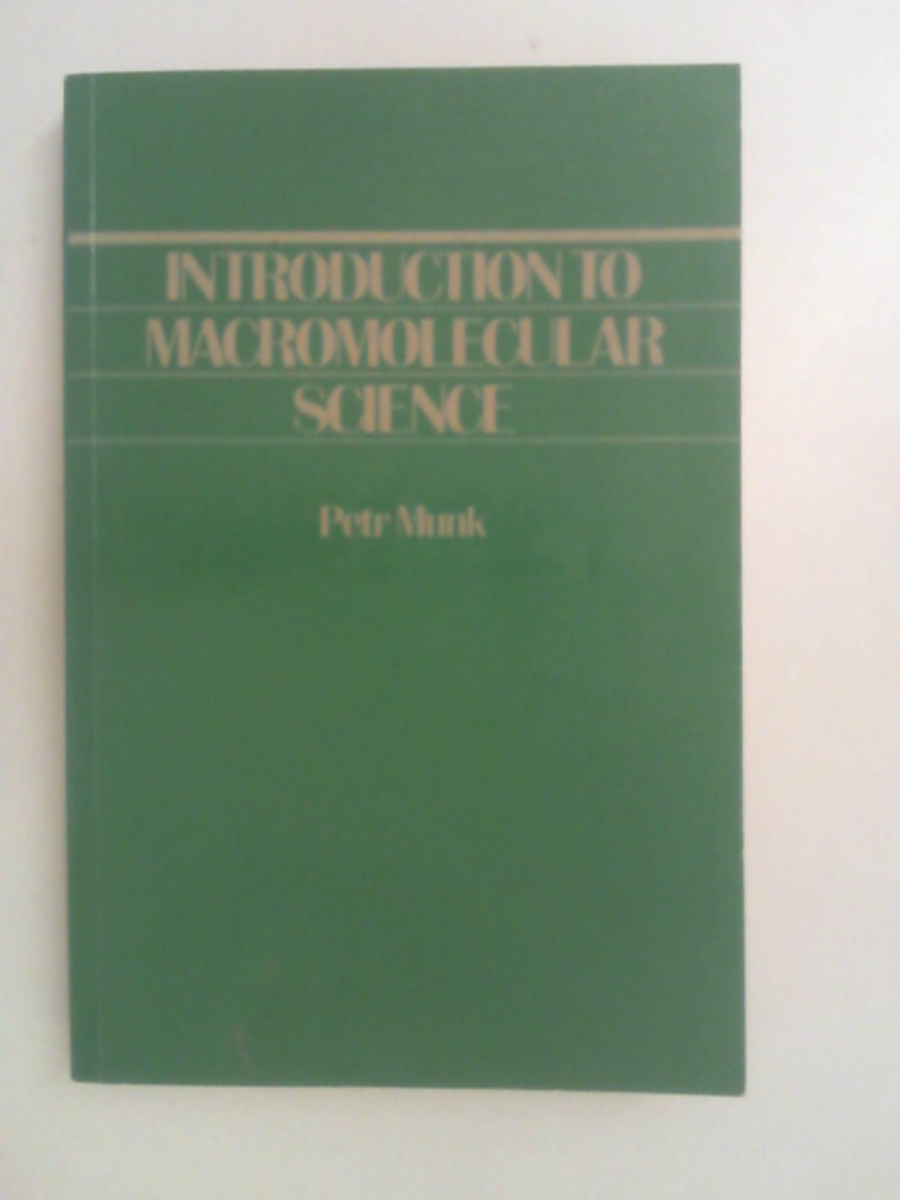 INTRODUCTION TO
MACROMOLECULAR
SCIENCE
Petr Munk